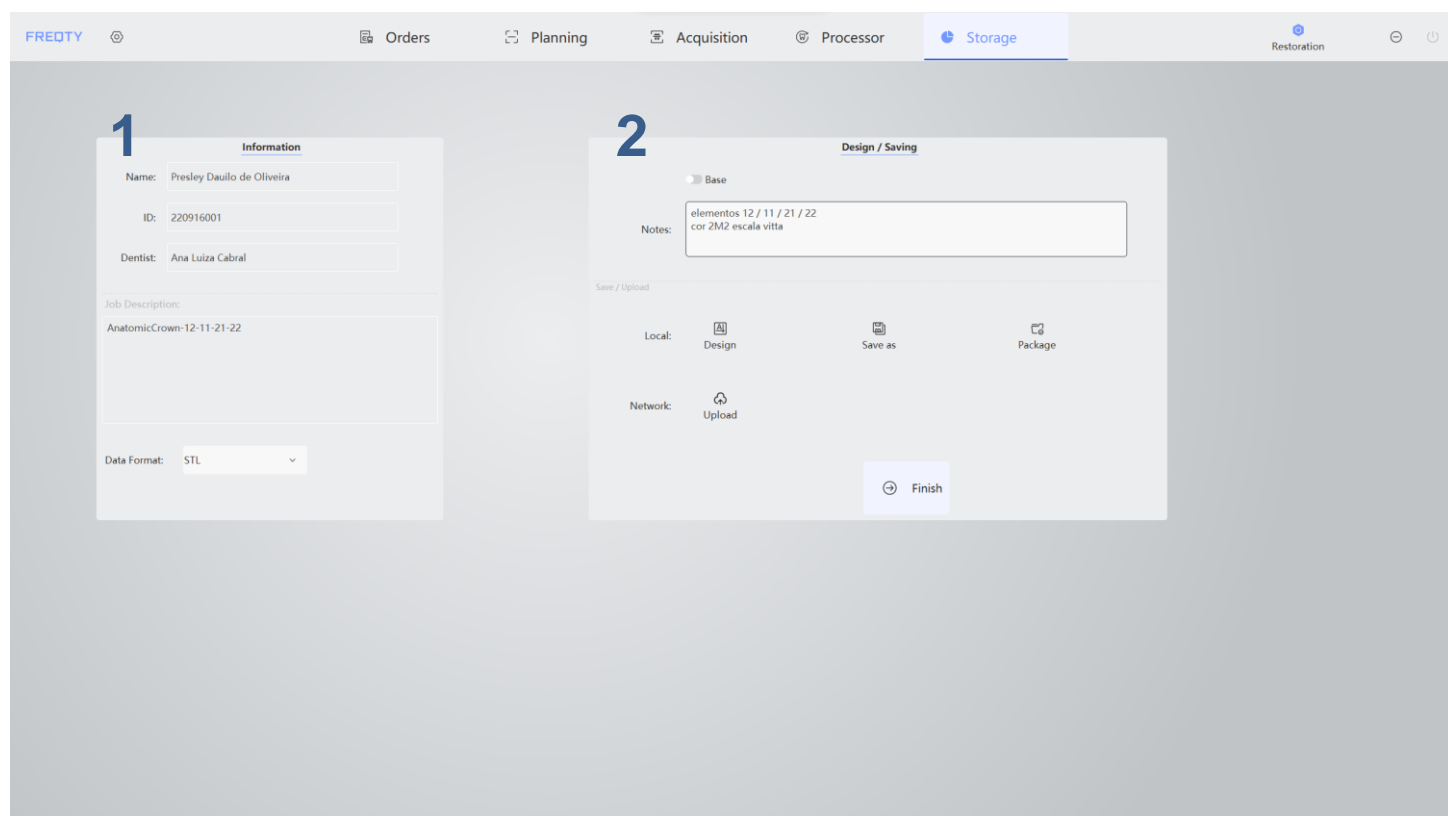 FREQTY
Orders
Planning
Acquisition
Processor
Storage
Restoration
1
Information
Name: Presley Dauilo de Oliveira
ID: 220916001
Dentist: Ana Luiza Cabral
Job Description:
AnatomicCrown-12-11-21-22
Data Format: STL
2
Design / Saving
Base
Notes: elementos 12 / 11 / 21 / 22
cor 2M2 escala vitta
Save / Upload
Local: Design Save as Package
Network: Upload
Finish